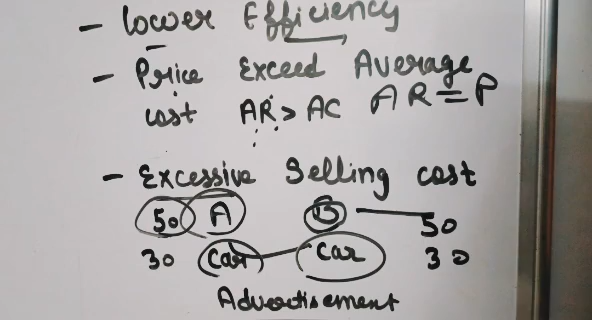 - Lower Efficiency
- Price Exceed Average
cost AR > AC AR = P
- Excessive Selling cost
50 A B 50
30 car car 30
Advertisement